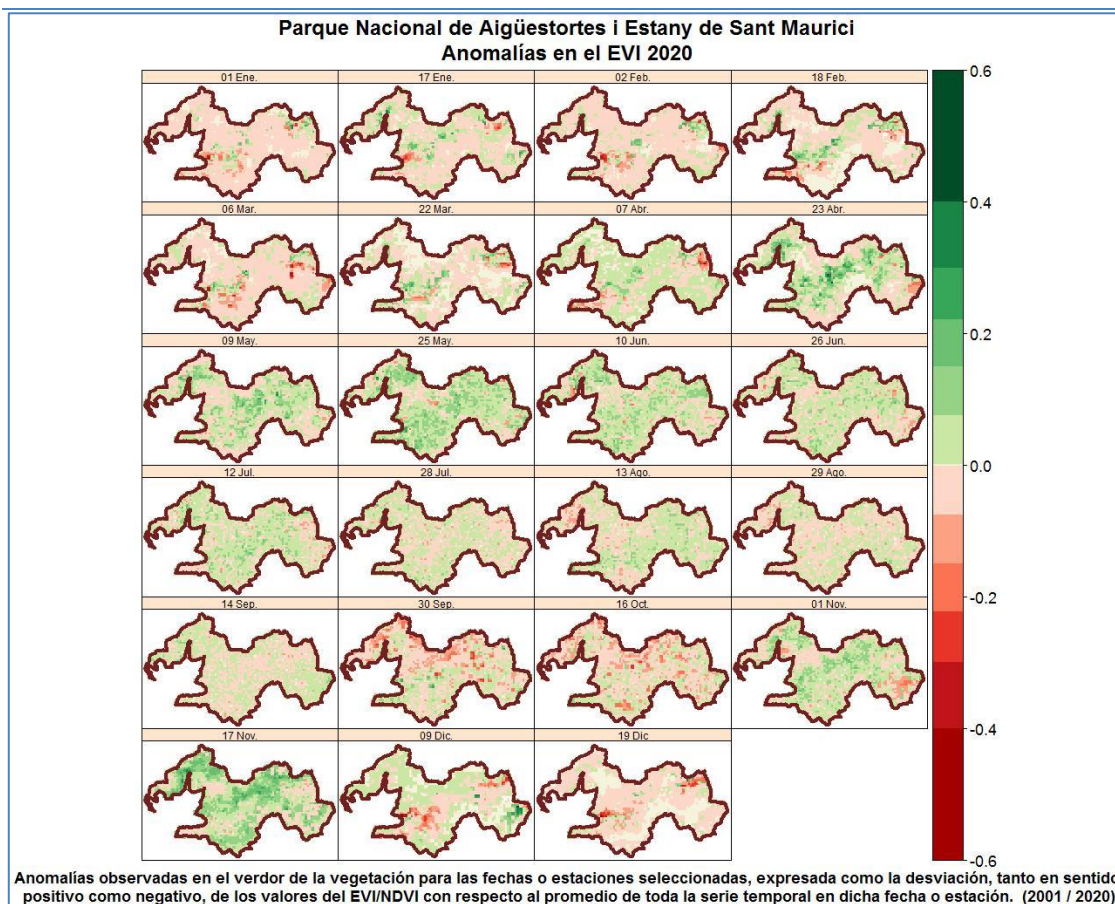 Parque Nacional de Aigüestortes i Estany de Sant Maurici
Anomalías en el EVI 2020
01 Ene.
17 Ene.
02 Feb.
18 Feb.
06 Mar.
22 Mar.
07 Abr.
23 Abr.
09 May.
25 May.
10 Jun.
26 Jun.
12 Jul.
28 Jul.
13 Ago.
29 Ago.
14 Sep.
30 Sep.
16 Oct.
01 Nov.
17 Nov.
09 Dic.
19 Dic
0.6
0.4
0.2
0.0
-0.2
-0.4
-0.6
Anomalías observadas en el verdor de la vegetación para las fechas o estaciones seleccionadas, expresada como la desviación, tanto en sentido
positivo como negativo, de los valores del EVI/NDVI con respecto al promedio de toda la serie temporal en dicha fecha o estación. (2001 / 2020)